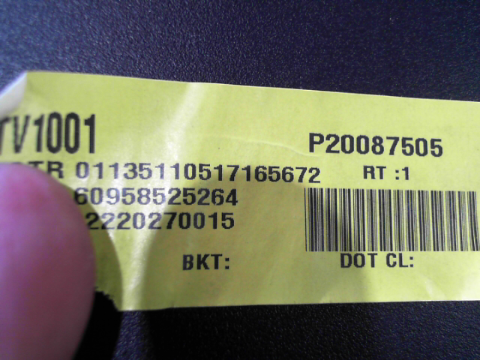 TV1001 P20087505
TR 01135110517165672 RT :1
60958525264
2220270015
BKT: DOT CL: